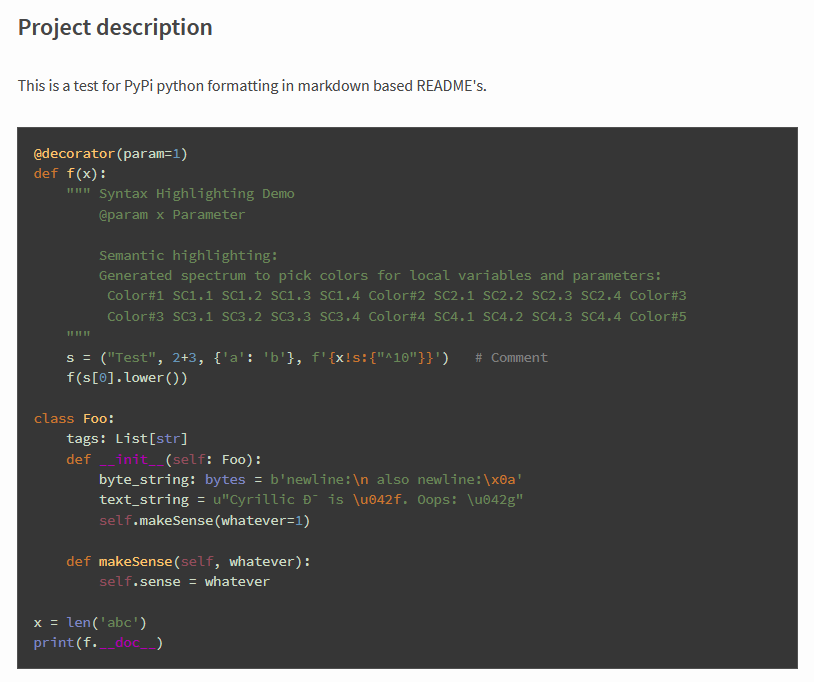 Project description
This is a test for PyPi python formatting in markdown based README's.
@decorator(param=1)
def f(x):
    """ Syntax Highlighting Demo
        @param x Parameter

        Semantic highlighting:
        Generated spectrum to pick colors for local variables and parameters:
         Color#1 SC1.1 SC1.2 SC1.3 SC1.4 Color#2 SC2.1 SC2.2 SC2.3 SC2.4 Color#3
         Color#3 SC3.1 SC3.2 SC3.3 SC3.4 Color#4 SC4.1 SC4.2 SC4.3 SC4.4 Color#5
    """
    s = ("Test", 2+3, {'a': 'b'}, f'{x!s:{"^10"}}')   # Comment
    f(s[0].lower())

class Foo:
    tags: List[str]
    def __init__(self: Foo):
        byte_string: bytes = b'newline:\n also newline:\x0a'
        text_string = u"Cyrillic Ð¯ is \u042f. Oops: \u042g"
        self.makeSense(whatever=1)

    def makeSense(self, whatever):
        self.sense = whatever

x = len('abc')
print(f.__doc__)